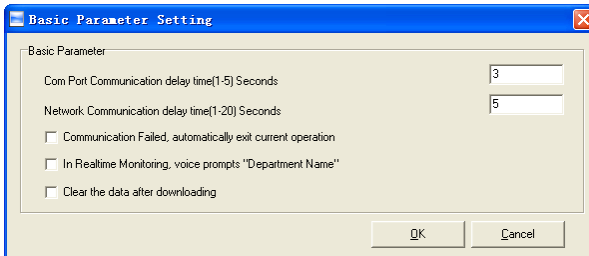 Basic Parameter Setting
Basic Parameter
Com Port Communication delay time(1-5) Seconds 3
Network Communication delay time(1-20) Seconds 5
Communication Failed, automatically exit current operation
In Realtime Monitoring, voice prompts "Department Name"
Clear the data after downloading
OK Cancel